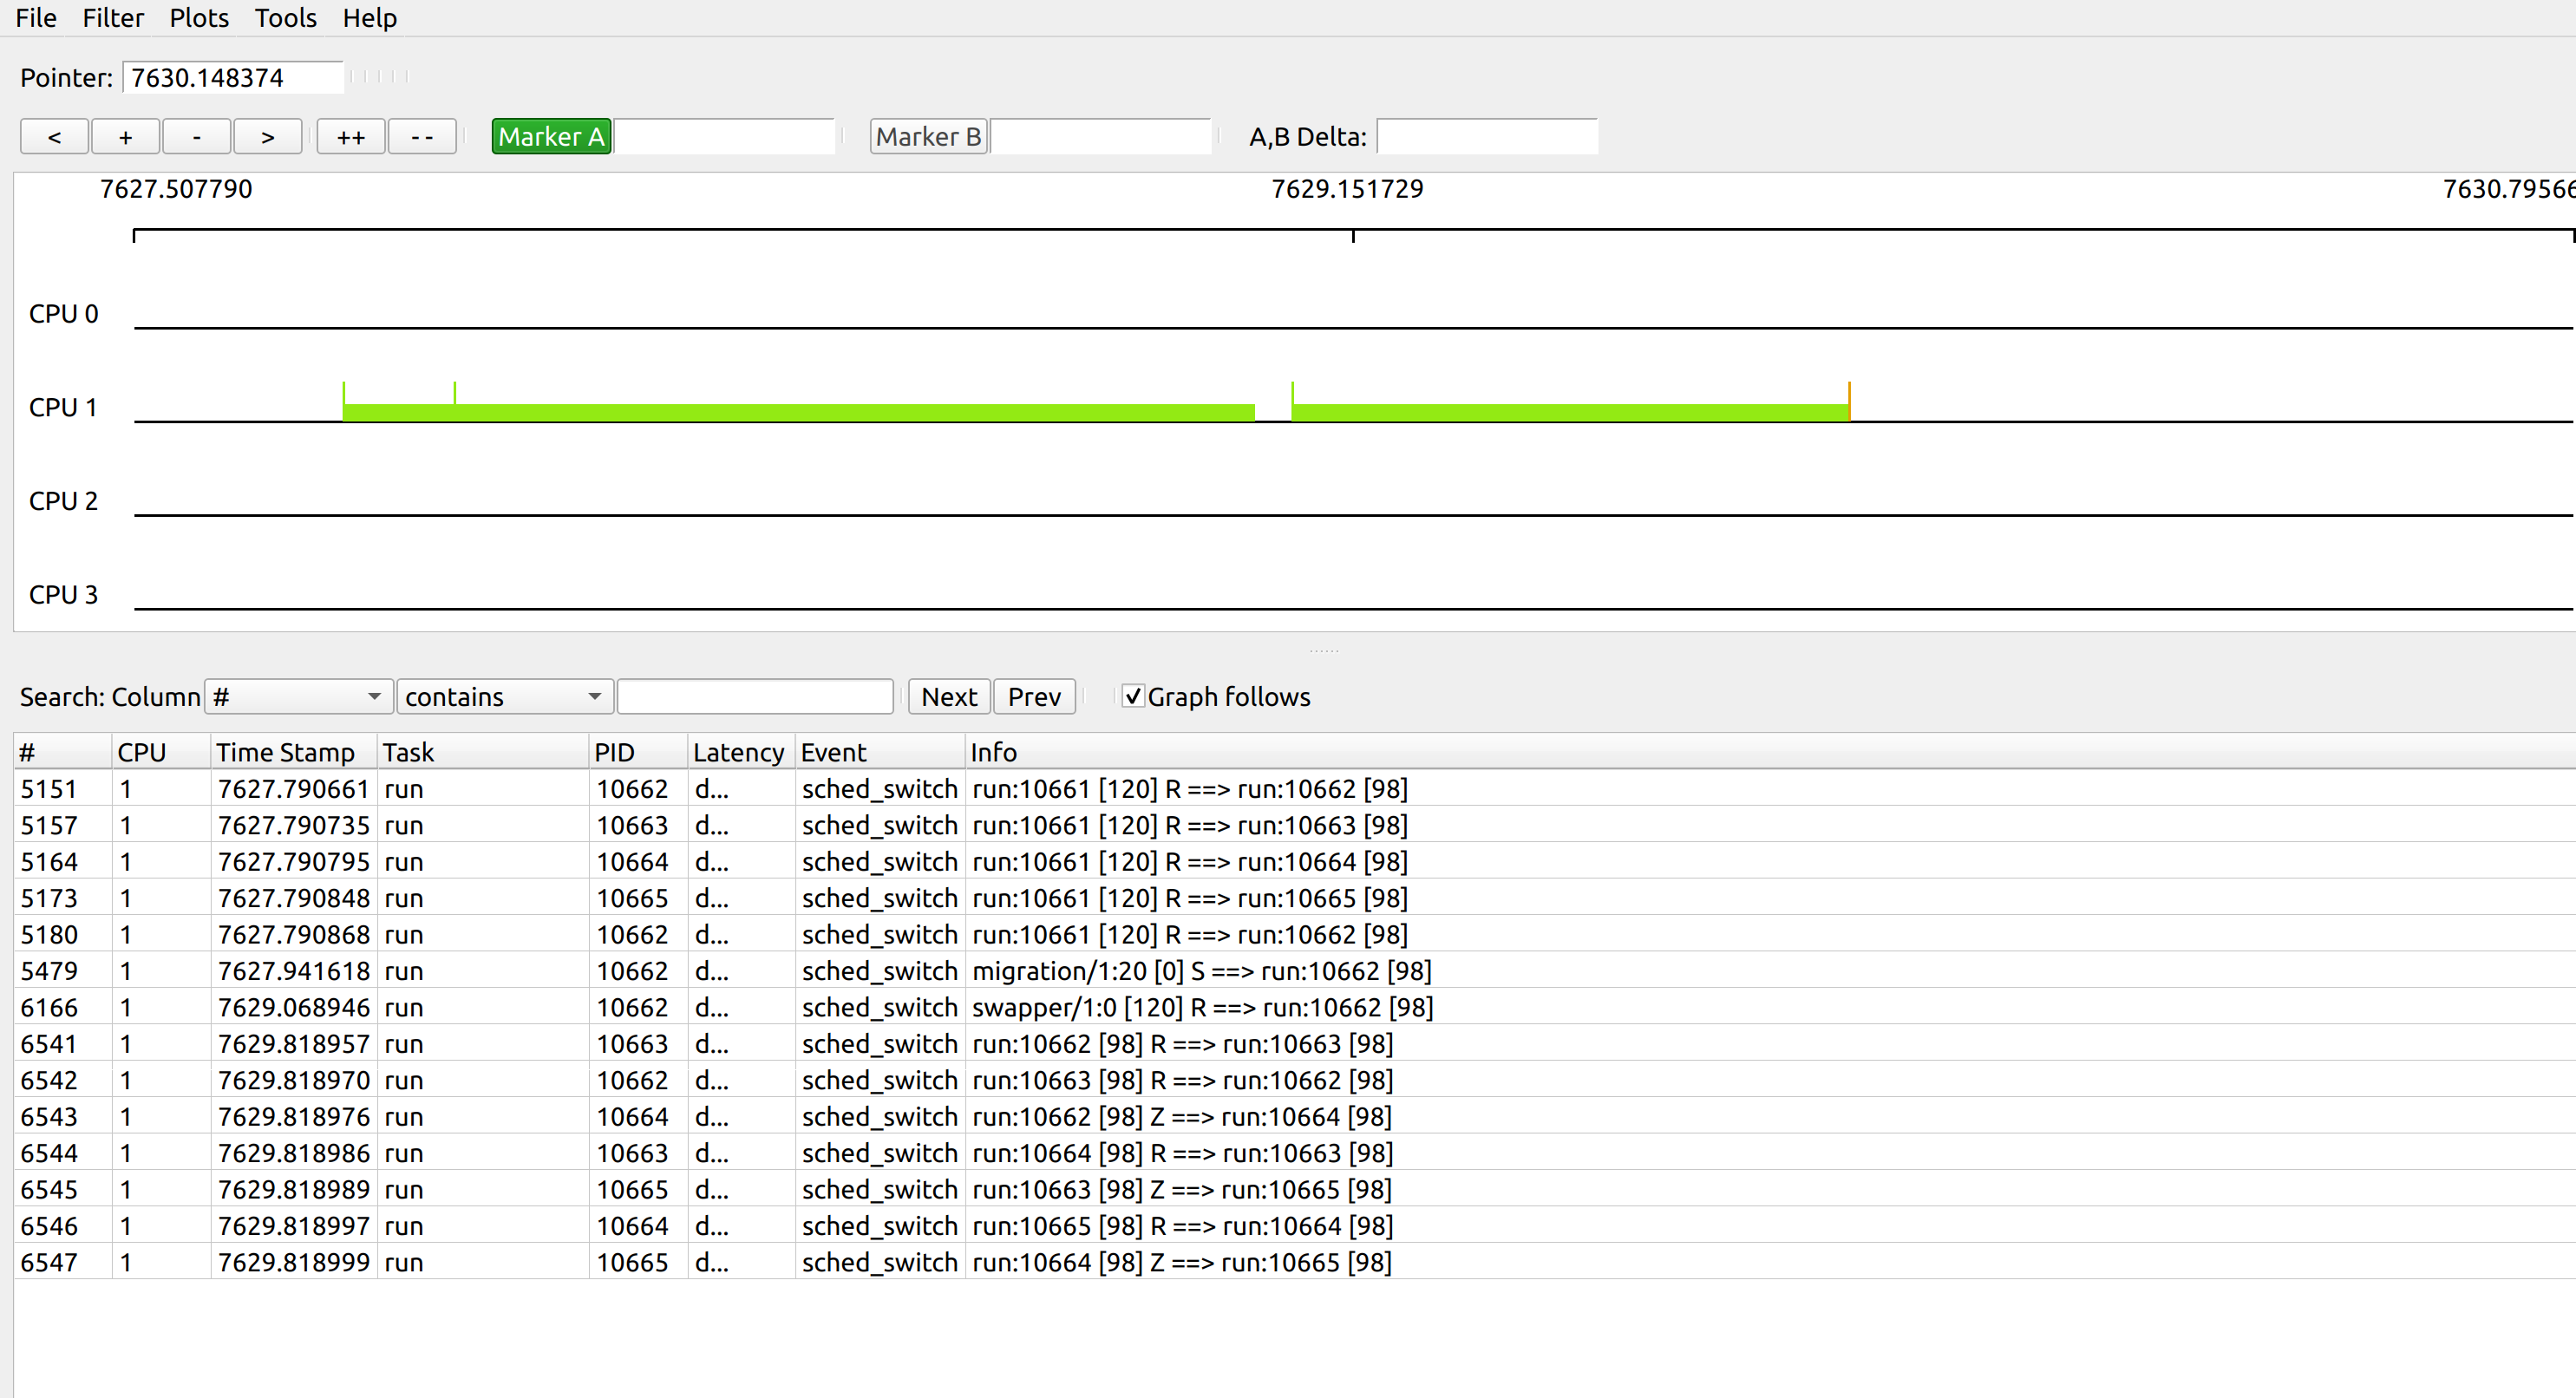 File Filter Plots Tools Help
Pointer: 7630.148374
< + - > ++ -- Marker A Marker B A,B Delta:
7627.507790 7629.151729 7630.79566
CPU 0
CPU 1
CPU 2
CPU 3
Search: Column # contains Next Prev Graph follows
# CPU Time Stamp Task PID Latency Event Info
5151 1 7627.790661 run 10662 d... sched_switch run:10661 [120] R ==> run:10662 [98]
5157 1 7627.790735 run 10663 d... sched_switch run:10661 [120] R ==> run:10663 [98]
5164 1 7627.790795 run 10664 d... sched_switch run:10661 [120] R ==> run:10664 [98]
5173 1 7627.790848 run 10665 d... sched_switch run:10661 [120] R ==> run:10665 [98]
5180 1 7627.790868 run 10662 d... sched_switch run:10661 [120] R ==> run:10662 [98]
5479 1 7627.941618 run 10662 d... sched_switch migration/1:20 [0] S ==> run:10662 [98]
6166 1 7629.068946 run 10662 d... sched_switch swapper/1:0 [120] R ==> run:10662 [98]
6541 1 7629.818957 run 10663 d... sched_switch run:10662 [98] R ==> run:10663 [98]
6542 1 7629.818970 run 10662 d... sched_switch run:10663 [98] R ==> run:10662 [98]
6543 1 7629.818976 run 10664 d... sched_switch run:10662 [98] Z ==> run:10664 [98]
6544 1 7629.818986 run 10663 d... sched_switch run:10664 [98] R ==> run:10663 [98]
6545 1 7629.818989 run 10665 d... sched_switch run:10663 [98] Z ==> run:10665 [98]
6546 1 7629.818997 run 10664 d... sched_switch run:10665 [98] R ==> run:10664 [98]
6547 1 7629.818999 run 10665 d... sched_switch run:10664 [98] Z ==> run:10665 [98]